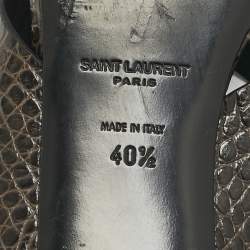 SAINT LAURENT
PARIS
MADE IN ITALY
40½